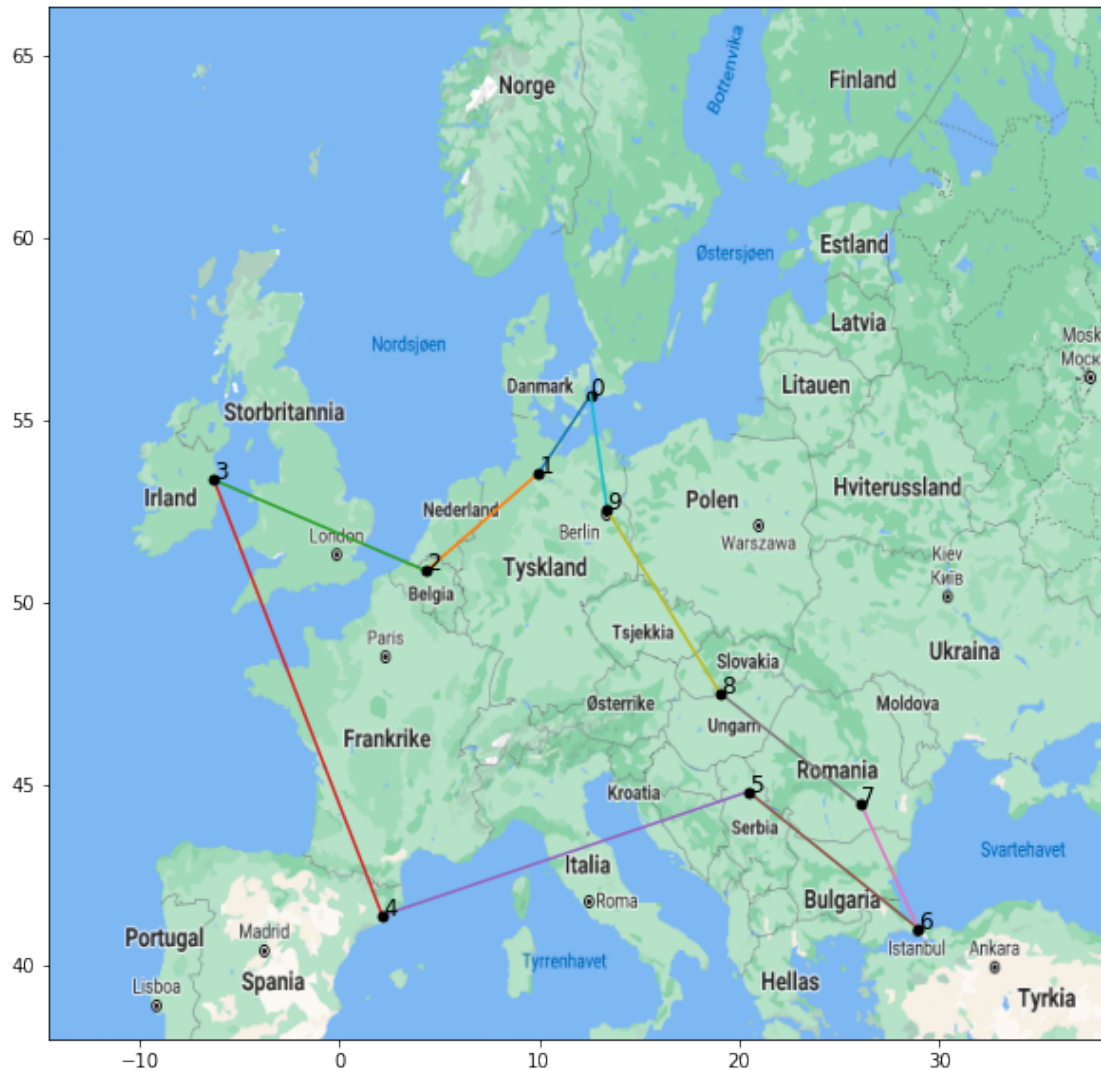 65
Norge
Bottenvika
Finland
60
Østersjøen
Estland
Latvia
Nordsjøen
Mosk
Моск
Danmark
0
Litauen
55
Storbritannia
3
Irland
1
Nederland
9
Polen
Hviterussland
London
Berlin
Warszawa
2
Belgia
Tyskland
Kiev
Київ
50
Paris
Tsjekkia
Slovakia
Ukraina
8
Østerrike
Ungarn
Moldova
Frankrike
45
Romania
5
7
Kroatia
Serbia
Italia
Svartehavet
4
Roma
Bulgaria
6
Portugal
Madrid
Istanbul
Ankara
40
Tyrrenhavet
Lisboa
Spania
Hellas
Tyrkia
−10
0
10
20
30